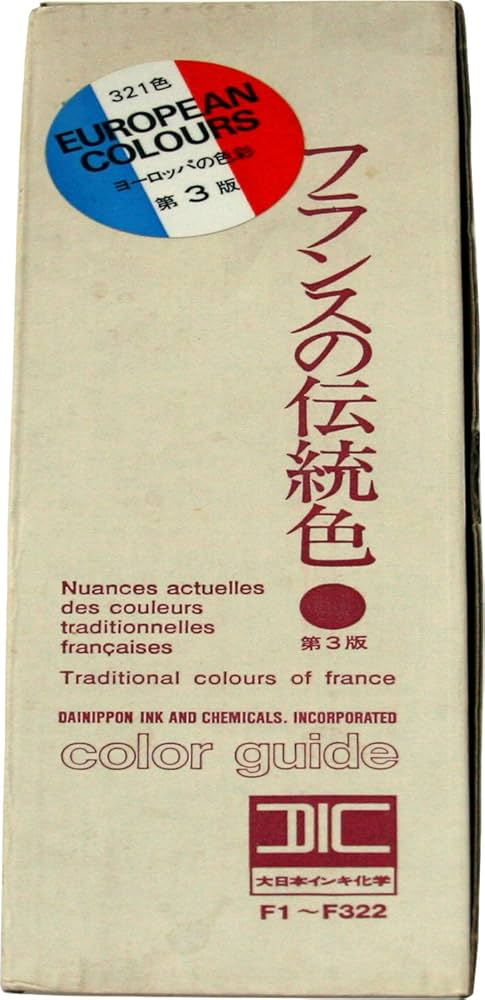 321色
EUROPEAN
COLOURS
ヨーロッパの色彩
第3版
フランスの伝統色
第3版
Nuances actuelles
des couleurs
traditionnelles
françaises
Traditional colours of france
DAINIPPON INK AND CHEMICALS. INCORPORATED
color guide
DIC
大日本インキ化学
F1〜F322